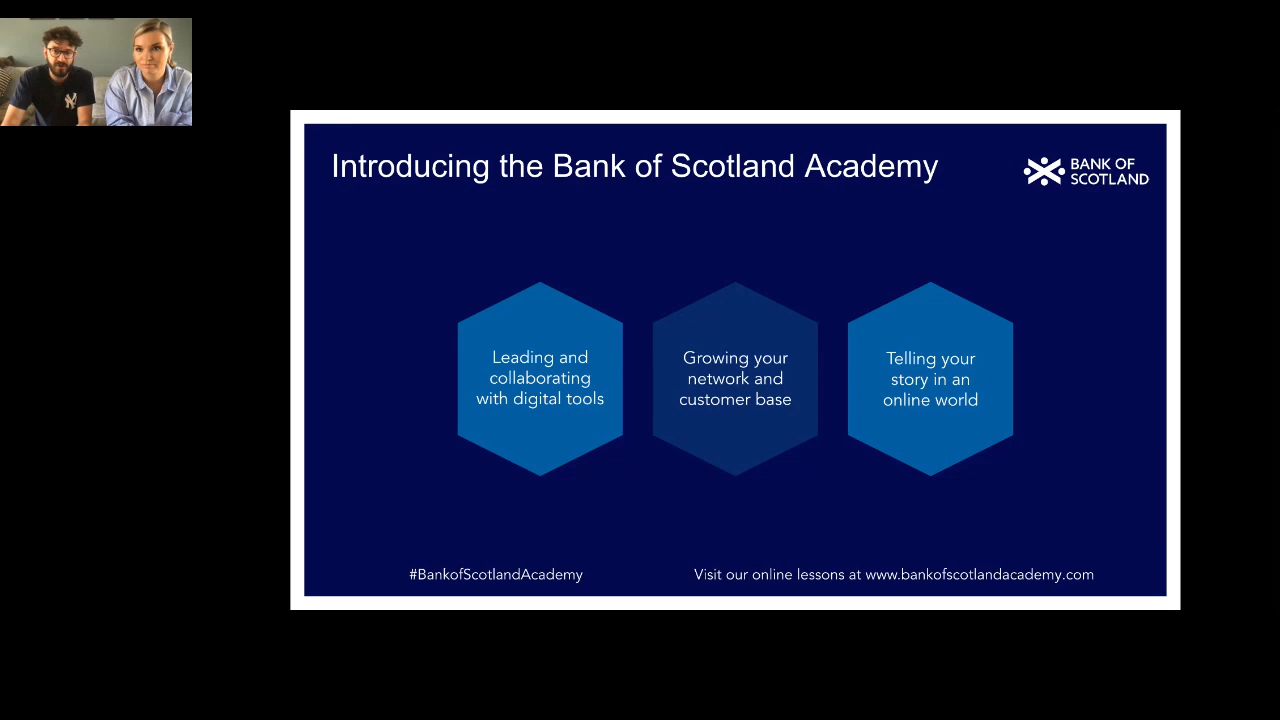 Introducing the Bank of Scotland Academy
BANK OF
SCOTLAND
Leading and
collaborating
with digital tools
Growing your
network and
customer base
Telling your
story in an
online world
#BankofScotlandAcademy
Visit our online lessons at www.bankofscotlandacademy.com
NY